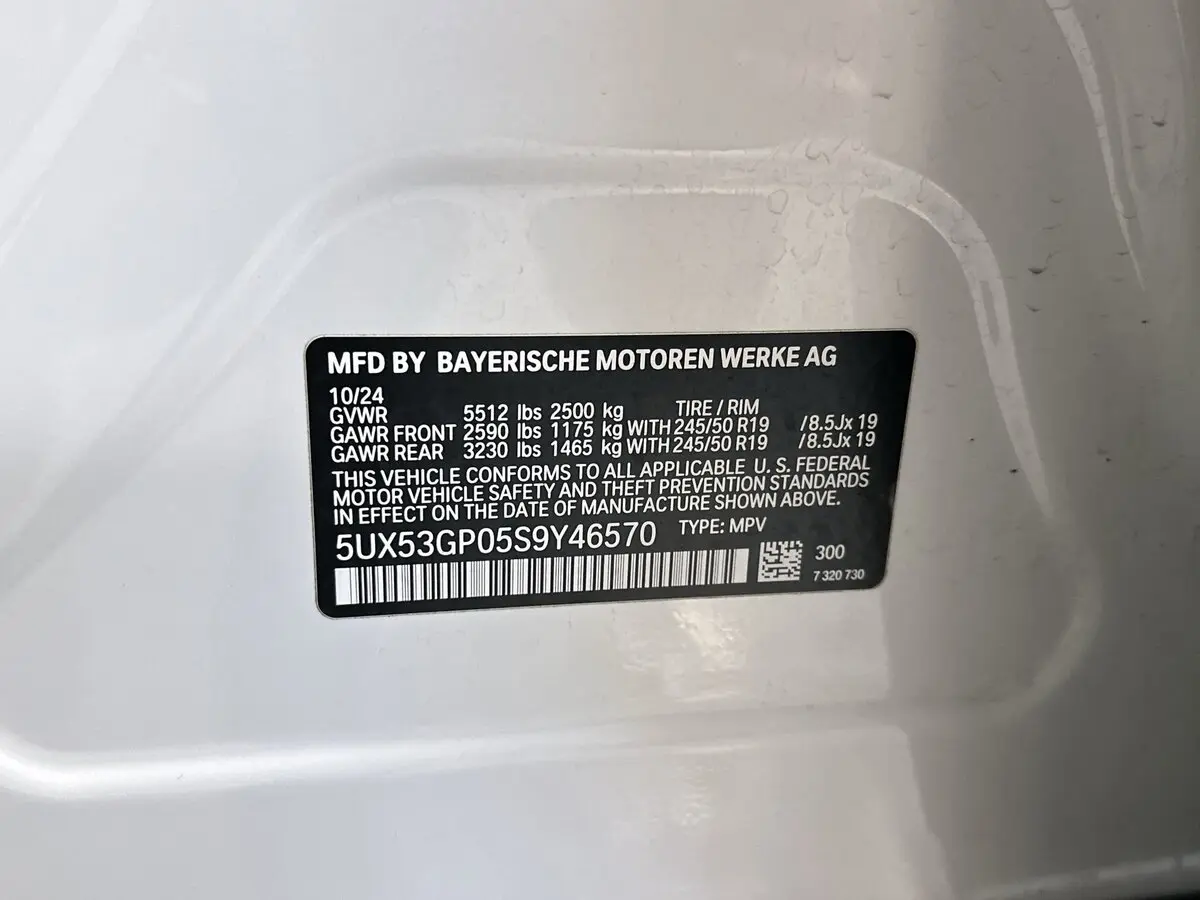 MFD BY BAYERISCHE MOTOREN WERKE AG
10/24
GVWR 5512 lbs 2500 kg TIRE / RIM
GAWR FRONT 2590 lbs 1175 kg WITH 245/50 R19 /8.5Jx 19
GAWR REAR 3230 lbs 1465 kg WITH 245/50 R19 /8.5Jx 19
THIS VEHICLE CONFORMS TO ALL APPLICABLE U. S. FEDERAL
MOTOR VEHICLE SAFETY AND THEFT PREVENTION STANDARDS
IN EFFECT ON THE DATE OF MANUFACTURE SHOWN ABOVE.
5UX53GP05S9Y46570 TYPE: MPV
300
7 320 730